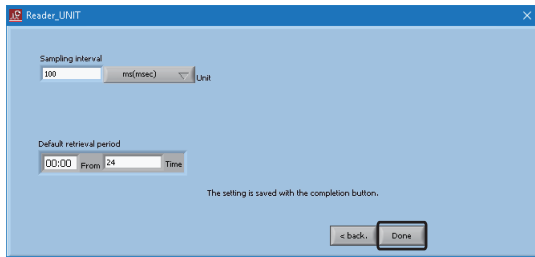 Reader_UNIT
Sampling interval
100 ms(msec) Unit
Default retrieval period
00:00 From 24 Time
The setting is saved with the completion button.
< back. Done